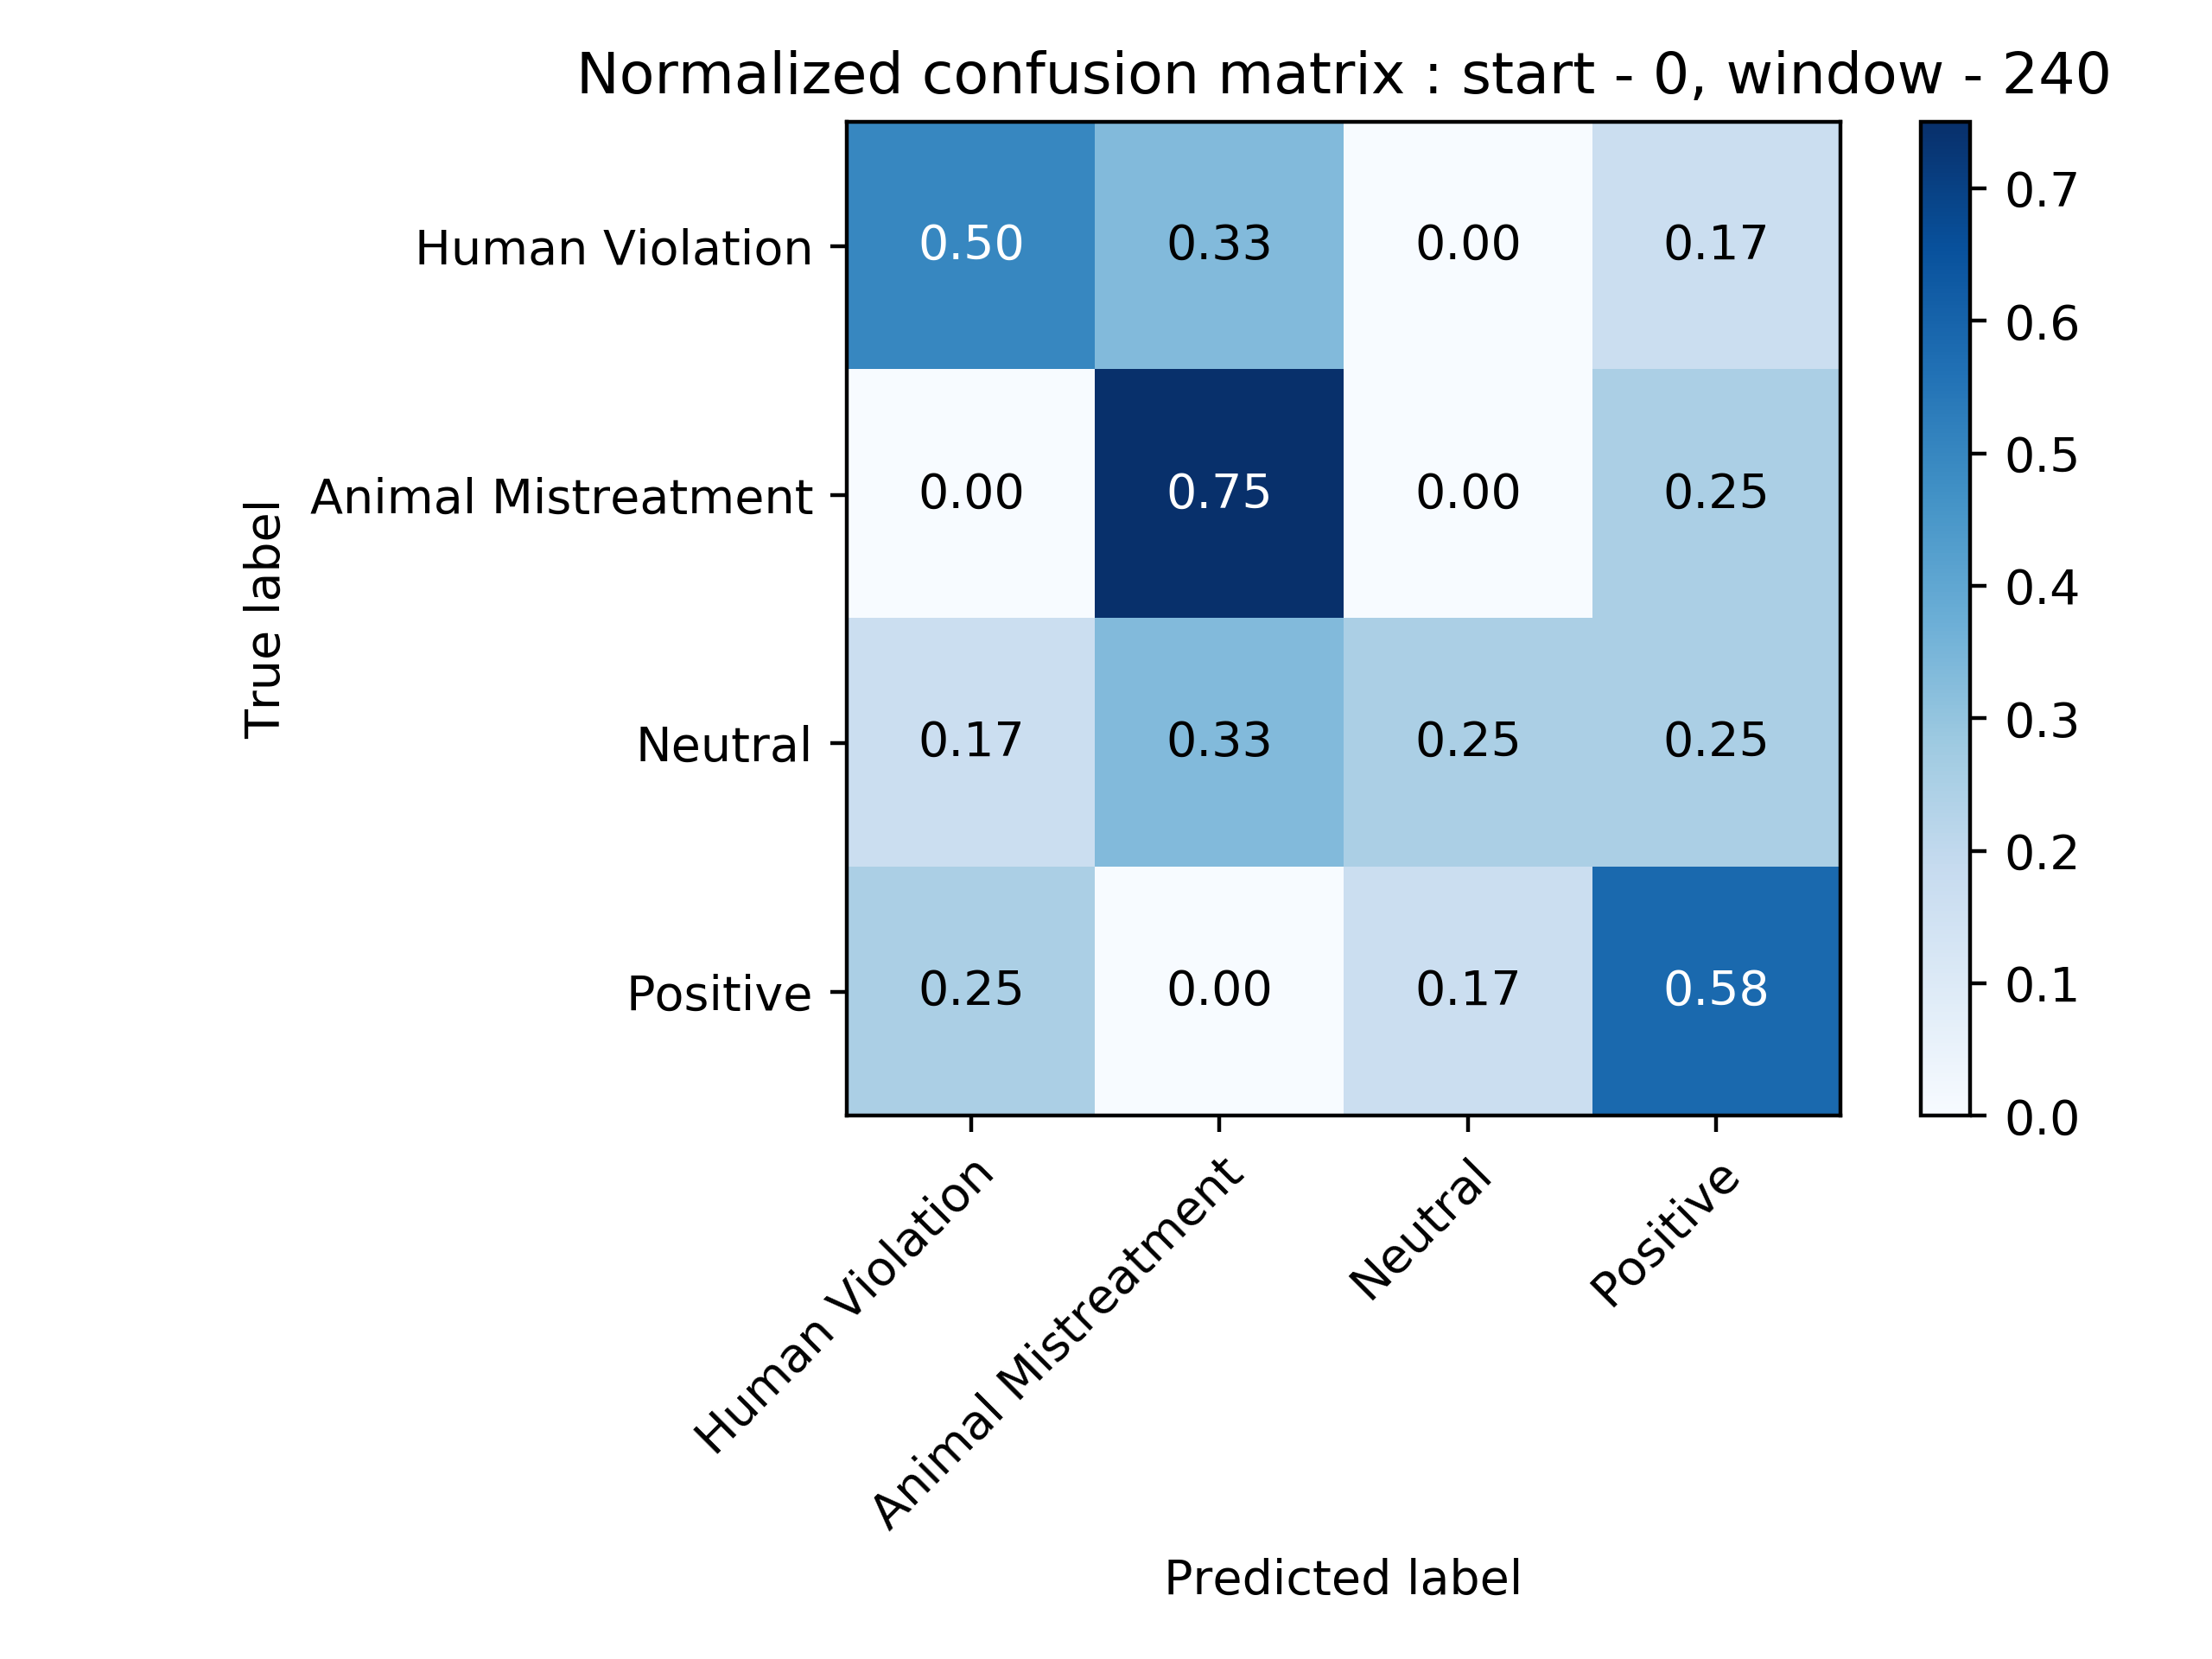 Normalized confusion matrix : start - 0, window - 240
True label
Human Violation
Animal Mistreatment
Neutral
Positive
0.50 0.33 0.00 0.17
0.00 0.75 0.00 0.25
0.17 0.33 0.25 0.25
0.25 0.00 0.17 0.58
Human Violation
Animal Mistreatment
Neutral
Positive
Predicted label
0.7
0.6
0.5
0.4
0.3
0.2
0.1
0.0